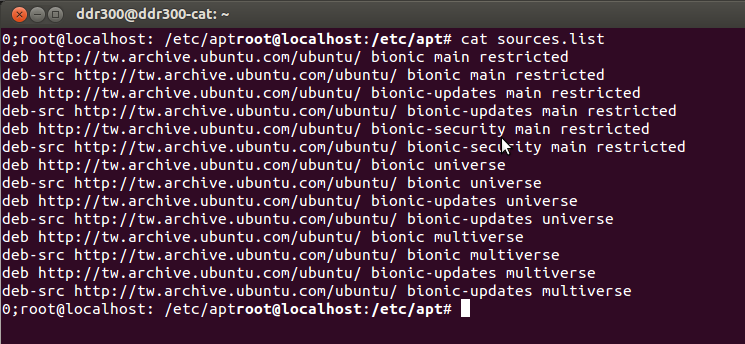 ddr300@ddr300-cat: ~
0;root@localhost: /etc/aptroot@localhost:/etc/apt# cat sources.list
deb http://tw.archive.ubuntu.com/ubuntu/ bionic main restricted
deb-src http://tw.archive.ubuntu.com/ubuntu/ bionic main restricted
deb http://tw.archive.ubuntu.com/ubuntu/ bionic-updates main restricted
deb-src http://tw.archive.ubuntu.com/ubuntu/ bionic-updates main restricted
deb http://tw.archive.ubuntu.com/ubuntu/ bionic-security main restricted
deb-src http://tw.archive.ubuntu.com/ubuntu/ bionic-security main restricted
deb http://tw.archive.ubuntu.com/ubuntu/ bionic universe
deb-src http://tw.archive.ubuntu.com/ubuntu/ bionic universe
deb http://tw.archive.ubuntu.com/ubuntu/ bionic-updates universe
deb-src http://tw.archive.ubuntu.com/ubuntu/ bionic-updates universe
deb http://tw.archive.ubuntu.com/ubuntu/ bionic multiverse
deb-src http://tw.archive.ubuntu.com/ubuntu/ bionic multiverse
deb http://tw.archive.ubuntu.com/ubuntu/ bionic-updates multiverse
deb-src http://tw.archive.ubuntu.com/ubuntu/ bionic-updates multiverse
0;root@localhost: /etc/aptroot@localhost:/etc/apt#